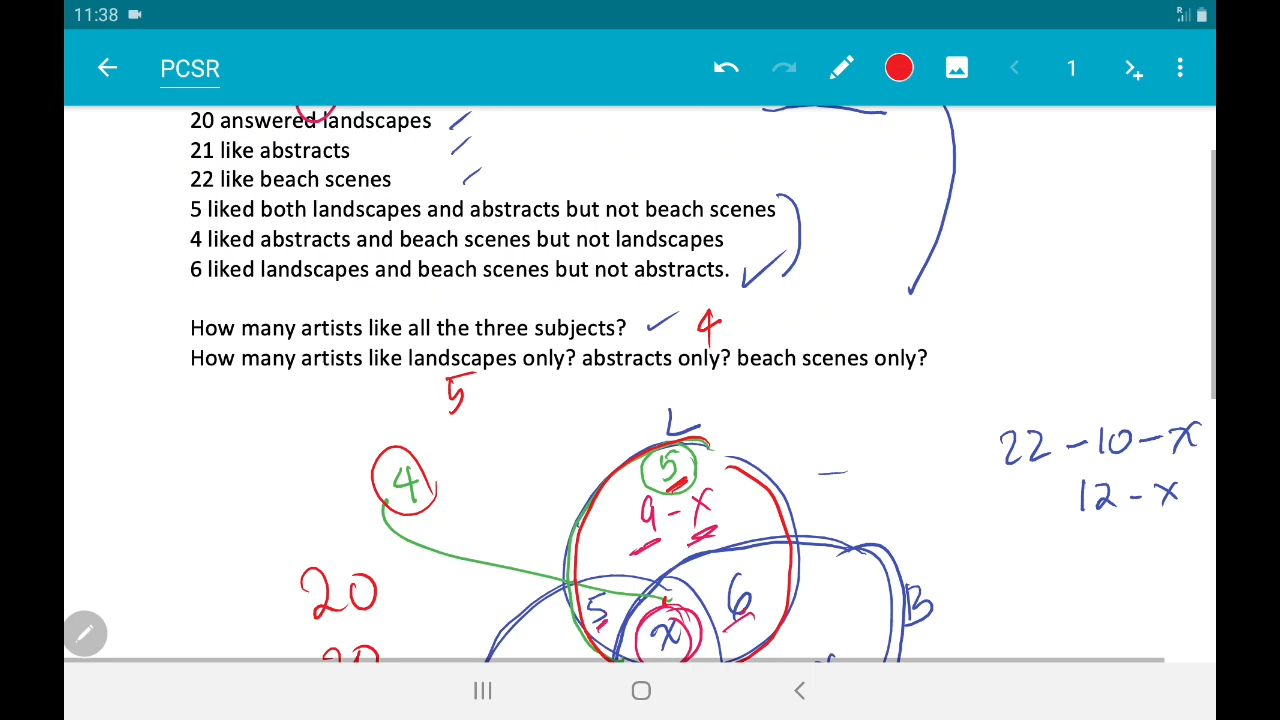 11:38
PCSR
1
20 answered landscapes
21 like abstracts
22 like beach scenes
5 liked both landscapes and abstracts but not beach scenes
4 liked abstracts and beach scenes but not landscapes
6 liked landscapes and beach scenes but not abstracts.
How many artists like all the three subjects? 4
How many artists like landscapes only? abstracts only? beach scenes only?
5
L
22 - 10 - x
4
5
12 - x
9 - x
20
5
6
B
x